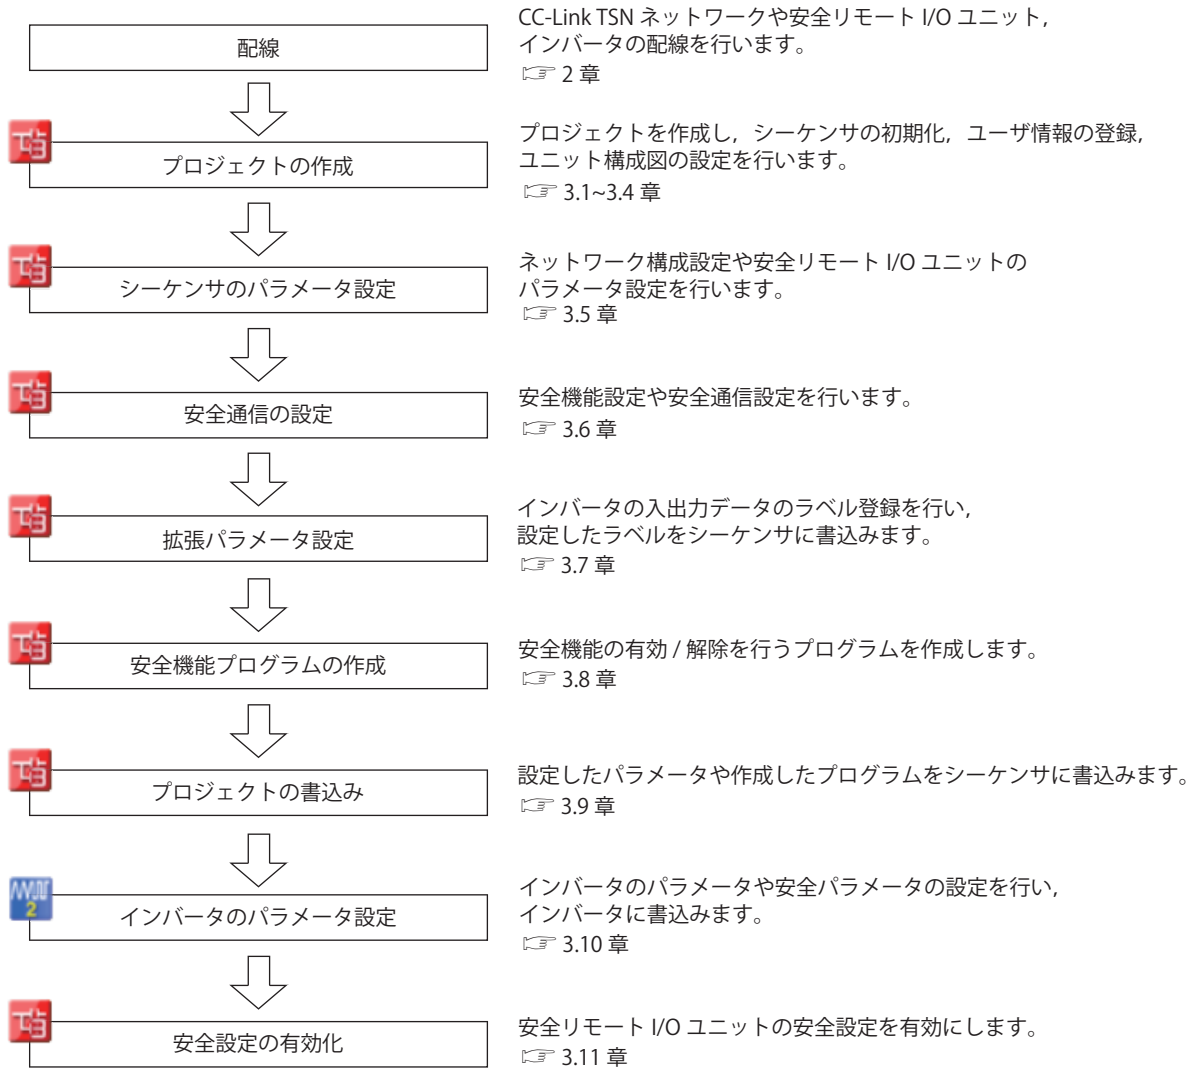 配線
CC-Link TSN ネットワークや安全リモート I/O ユニット,
インバータの配線を行います。
☞ 2 章
プロジェクトの作成
プロジェクトを作成し，シーケンサの初期化，ユーザ情報の登録，
ユニット構成図の設定を行います。
☞ 3.1~3.4 章
シーケンサのパラメータ設定
ネットワーク構成設定や安全リモート I/O ユニットの
パラメータ設定を行います。
☞ 3.5 章
安全通信の設定
安全機能設定や安全通信設定を行います。
☞ 3.6 章
拡張パラメータ設定
インバータの入出力データのラベル登録を行い，
設定したラベルをシーケンサに書込みます。
☞ 3.7 章
安全機能プログラムの作成
安全機能の有効 / 解除を行うプログラムを作成します。
☞ 3.8 章
プロジェクトの書込み
設定したパラメータや作成したプログラムをシーケンサに書込みます。
☞ 3.9 章
2
インバータのパラメータ設定
インバータのパラメータや安全パラメータの設定を行い，
インバータに書込みます。
☞ 3.10 章
安全設定の有効化
安全リモート I/O ユニットの安全設定を有効にします。
☞ 3.11 章